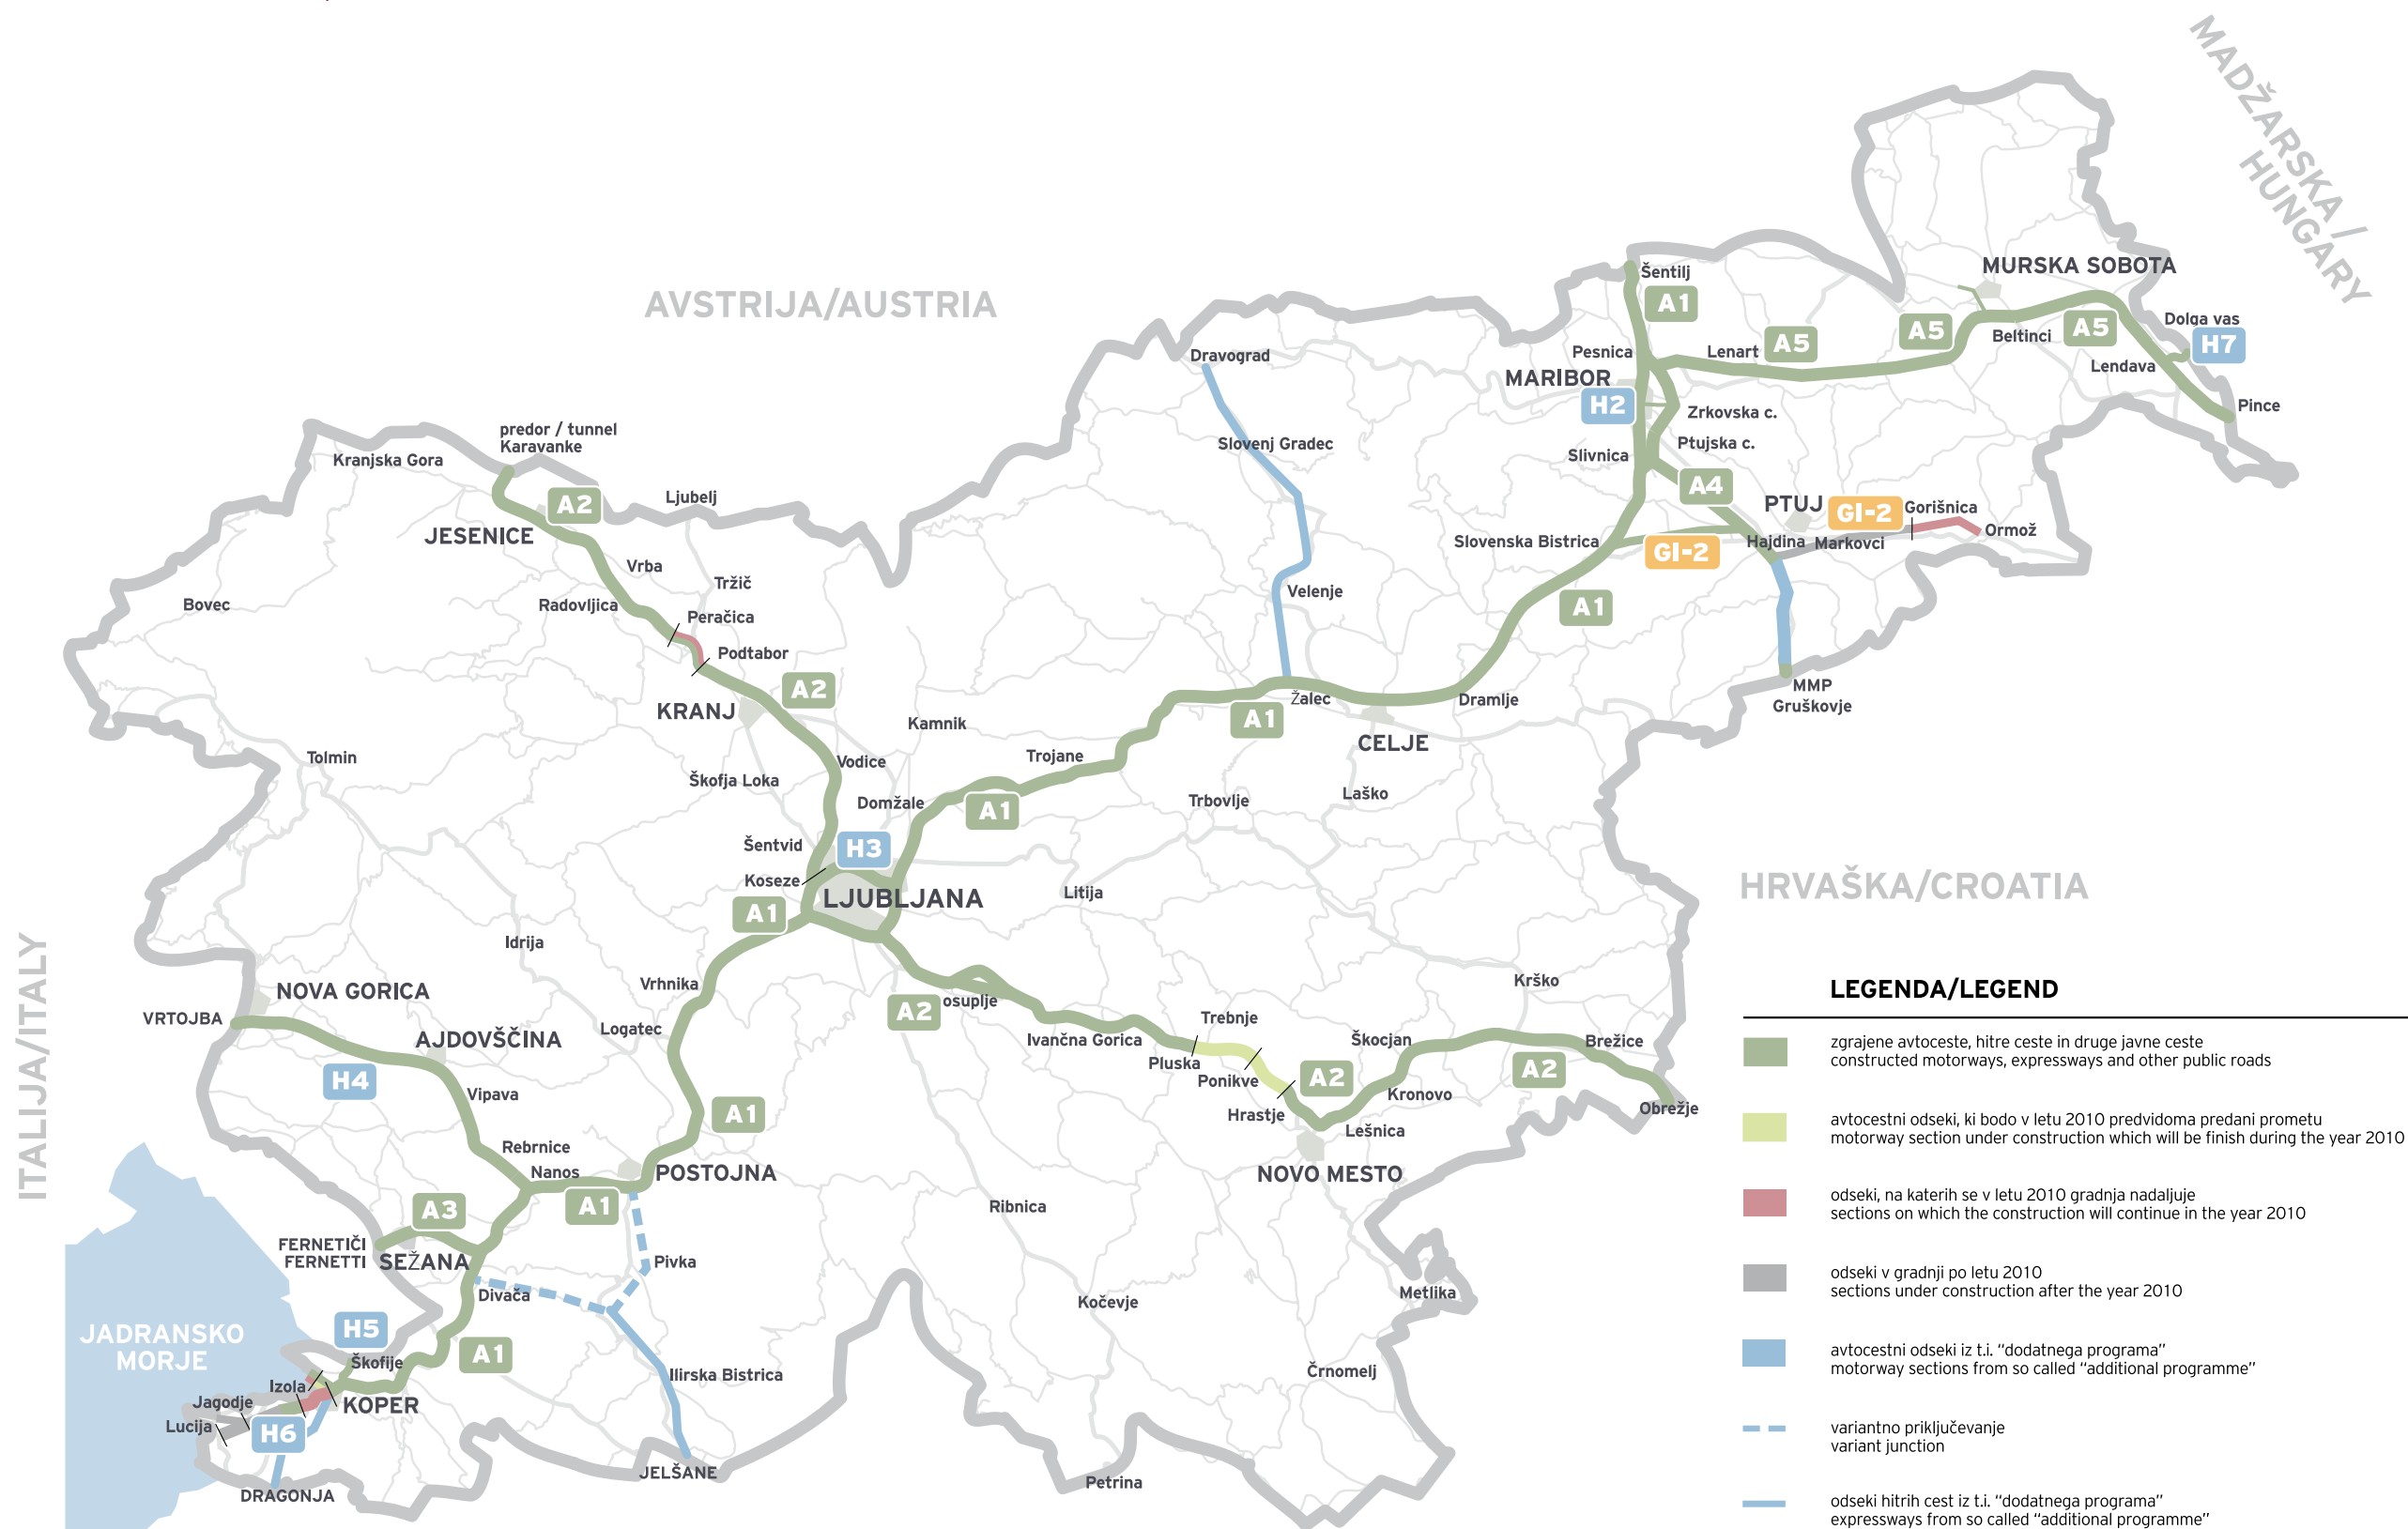 MADŽARSKA /
HUNGARY
AVSTRIJA/AUSTRIA
MURSKA SOBOTA
Šentilj
A1
Dolga vas
H7
Beltinci
A5
A5
A5
Lenart
Pesnica
Lendava
Dravograd
MARIBOR
H2
Zrkovska c.
Pince
Ptujska c.
Slovenj Gradec
Slivnica
predor / tunnel
Karavanke
Kranjska Gora
A2
Ljubelj
JESENICE
A4
PTUJ
GI-2
Gorišnica
Ormož
Slovenska Bistrica
GI-2
Hajdina
Markovci
Vrba
Tržič
Bovec
Radovljica
Peračica
Velenje
A1
Podtabor
A2
KRANJ
MMP
Gruškovje
Žalec
Dramlje
A1
Kamnik
CELJE
Tolmin
Vodice
Trojane
Škofja Loka
Domžale
A1
Trbovlje
Laško
Šentvid
H3
Koseze
LJUBLJANA
Litija
HRVAŠKA/CROATIA
A1
ITALIJA/ITALY
Idrija
NOVA GORICA
Vrhnika
Krško
VRTOJBA
osuplje
A2
Logatec
AJDOVŠČINA
Trebnje
Ivančna Gorica
Škocjan
Brežice
Pluska
Ponikve
A2
A2
H4
Vipava
Kronovo
Obrežje
Hrastje
A1
Lešnica
Rebrnice
Nanos
POSTOJNA
NOVO MESTO
A3
A1
Ribnica
FERNETIČI
FERNETTI
SEŽANA
Pivka
Divača
Kočevje
Metlika
JADRANSKO
MORJE
H5
A1
Škofije
Izola
Jagodje
KOPER
Ilirska Bistrica
Črnomelj
Lucija
H6
JELŠANE
DRAGONJA
Petrina
LEGENDA/LEGEND
zgrajene avtoceste, hitre ceste in druge javne ceste
constructed motorways, expressways and other public roads
avtocestni odseki, ki bodo v letu 2010 predvidoma predani prometu
motorway section under construction which will be finish during the year 2010
odseki, na katerih se v letu 2010 gradnja nadaljuje
sections on which the construction will continue in the year 2010
odseki v gradnji po letu 2010
sections under construction after the year 2010
avtocestni odseki iz t.i. “dodatnega programa”
motorway sections from so called “additional programme”
variantno priključevanje
variant junction
odseki hitrih cest iz t.i. “dodatnega programa”
expressways from so called “additional programme”